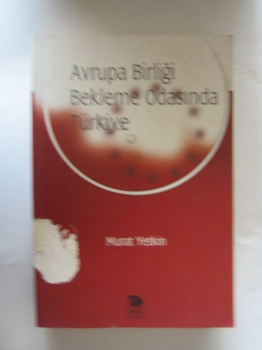 Avrupa Birliği
Bekleme Odasında
Türkiye
Murat Yetkin